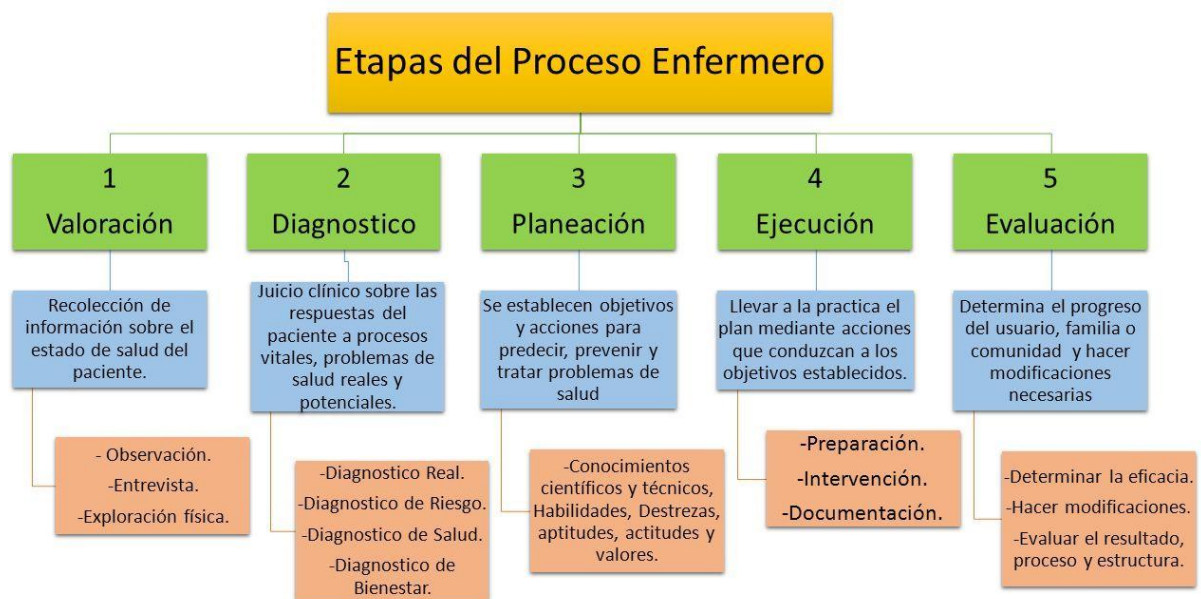 Etapas del Proceso Enfermero
1
Valoración
Recolección de
información sobre el
estado de salud del
paciente.
- Observación.
-Entrevista.
-Exploración física.
2
Diagnostico
Juicio clínico sobre las
respuestas del
paciente a procesos
vitales, problemas de
salud reales y
potenciales.
-Diagnostico Real.
-Diagnostico de Riesgo.
-Diagnostico de Salud.
-Diagnostico de
Bienestar.
3
Planeación
Se establecen objetivos
y acciones para
predecir, prevenir y
tratar problemas de
salud
-Conocimientos
científicos y técnicos,
Habilidades, Destrezas,
aptitudes, actitudes y
valores.
4
Ejecución
Llevar a la practica el
plan mediante acciones
que conduzcan a los
objetivos establecidos.
-Preparación.
-Intervención.
-Documentación.
5
Evaluación
Determina el progreso
del usuario, familia o
comunidad y hacer
modificaciones
necesarias
-Determinar la eficacia.
-Hacer modificaciones.
-Evaluar el resultado,
proceso y estructura.